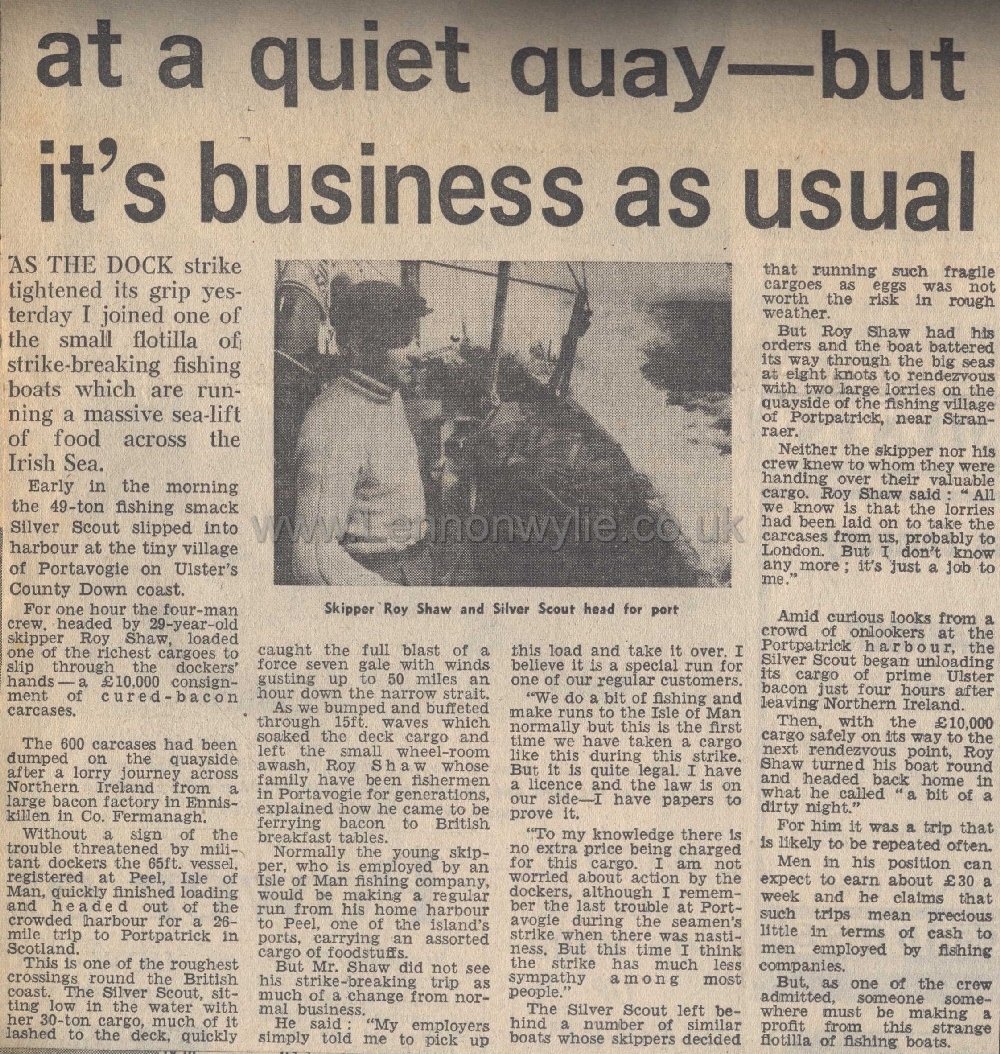 at a quiet quay—but
it's business as usual
AS THE DOCK strike
tightened its grip yes-
terday I joined one of
the small flotilla of
strike-breaking fishing
boats which are run-
ning a massive sea-lift
of food across the
Irish Sea.
Early in the morning
the 49-ton fishing smack
Silver Scout slipped into
harbour at the tiny village
of Portavogie on Ulster's
County Down coast.
For one hour the four-man
crew, headed by 29-year-old
skipper Roy Shaw, loaded
one of the richest cargoes to
slip through the dockers'
hands—a £10,000 consign-
ment of cured-bacon
carcases.
The 600 carcases had been
dumped on the quayside
after a lorry journey across
Northern Ireland from a
large bacon factory in Ennis-
killen in Co. Fermanagh.
Without a sign of the
trouble threatened by mili-
tant dockers the 65ft. vessel,
registered at Peel, Isle of
Man, quickly finished loading
and headed out of the
crowded harbour for a 26-
mile trip to Portpatrick in
Scotland.
This is one of the roughest
crossings round the British
coast. The Silver Scout, sit-
ting low in the water with
her 30-ton cargo, much of it
lashed to the deck, quickly
www.Lennonwylie.co.uk
Skipper Roy Shaw and Silver Scout head for port
caught the full blast of a
force seven gale with winds
gusting up to 50 miles an
hour down the narrow strait.
As we bumped and buffeted
through 15ft. waves which
soaked the deck cargo and
left the small wheel-room
awash, Roy Shaw whose
family have been fishermen
in Portavogie for generations,
explained how he came to be
ferrying bacon to British
breakfast tables.
Normally the young skip-
per, who is employed by an
Isle of Man fishing company,
would be making a regular
run from his home harbour
to Peel, one of the island's
ports, carrying an assorted
cargo of foodstuffs.
But Mr. Shaw did not see
his strike-breaking trip as
much of a change from nor-
mal business.
He said: "My employers
simply told me to pick up
this load and take it over. I
believe it is a special run for
one of our regular customers.
"We do a bit of fishing and
make runs to the Isle of Man
normally but this is the first
time we have taken a cargo
like this during this strike.
But it is quite legal. I have
a licence and the law is on
our side—I have papers to
prove it.
"To my knowledge there is
no extra price being charged
for this cargo. I am not
worried about action by the
dockers, although I remem-
ber the last trouble at Port-
avogie during the seamen's
strike when there was nasti-
ness. But this time I think
the strike has much less
sympathy among most
people."
The Silver Scout left be-
hind a number of similar
boats whose skippers decided
that running such fragile
cargoes as eggs was not
worth the risk in rough
weather.
But Roy Shaw had his
orders and the boat battered
its way through the big seas
at eight knots to rendezvous
with two large lorries on the
quayside of the fishing village
of Portpatrick, near Stran-
raer.
Neither the skipper nor his
crew knew to whom they were
handing over their valuable
cargo. Roy Shaw said: "All
we know is that the lorries
had been laid on to take the
carcases from us, probably to
London. But I don't know
any more; it's just a job to
me."
Amid curious looks from a
crowd of onlookers at the
Portpatrick harbour, the
Silver Scout began unloading
its cargo of prime Ulster
bacon just four hours after
leaving Northern Ireland.
Then, with the £10,000
cargo safely on its way to the
next rendezvous point, Roy
Shaw turned his boat round
and headed back home in
what he called "a bit of a
dirty night."
For him it was a trip that
is likely to be repeated often.
Men in his position can
expect to earn about £30 a
week and he claims that
such trips mean precious
little in terms of cash to
men employed by fishing
companies.
But, as one of the crew
admitted, someone some-
where must be making a
profit from this strange
flotilla of fishing boats.